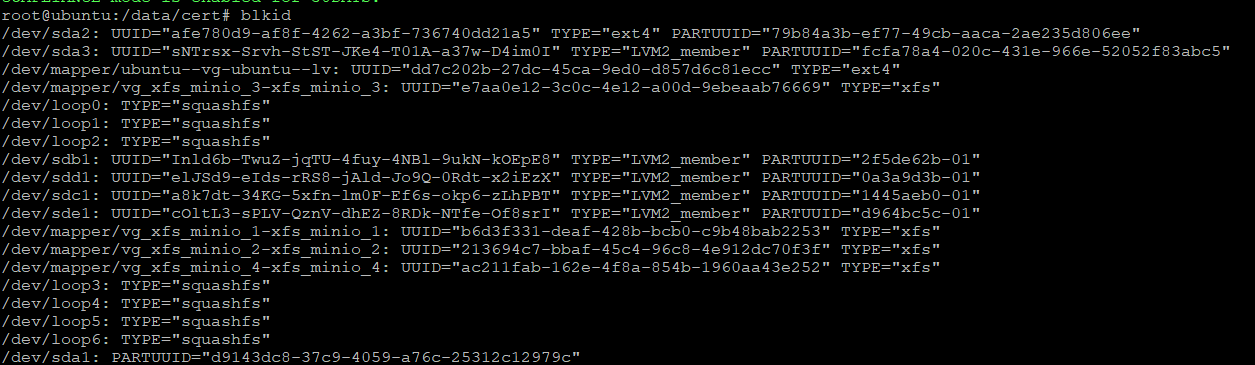 root@ubuntu:/data/cert# blkid
/dev/sda2: UUID="afe780d9-af8f-4262-a3bf-736740dd21a5" TYPE="ext4" PARTUUID="79b84a3b-ef77-49cb-aaca-2ae235d806ee"
/dev/sda3: UUID="sNTrsx-Srvh-StST-JKe4-T01A-a37w-D4im0I" TYPE="LVM2_member" PARTUUID="fcfa78a4-020c-431e-966e-52052f83abc5"
/dev/mapper/ubuntu--vg-ubuntu--lv: UUID="dd7c202b-27dc-45ca-9ed0-d857d6c81ecc" TYPE="ext4"
/dev/mapper/vg_xfs_minio_3-xfs_minio_3: UUID="e7aa0e12-3c0c-4e12-a00d-9ebeaab76669" TYPE="xfs"
/dev/loop0: TYPE="squashfs"
/dev/loop1: TYPE="squashfs"
/dev/loop2: TYPE="squashfs"
/dev/sdb1: UUID="Inld6b-TwuZ-jqTU-4fuy-4NBl-9ukN-kOEpE8" TYPE="LVM2_member" PARTUUID="2f5de62b-01"
/dev/sdd1: UUID="elJSd9-eIds-rRS8-jAld-Jo9Q-0Rdt-x2iEzX" TYPE="LVM2_member" PARTUUID="0a3a9d3b-01"
/dev/sdc1: UUID="a8k7dt-34KG-5xfn-lm0F-Ef6s-okp6-zLhPBT" TYPE="LVM2_member" PARTUUID="1445aeb0-01"
/dev/sde1: UUID="cOltL3-sPLV-QznV-dhEZ-8RDk-NTfe-Of8srI" TYPE="LVM2_member" PARTUUID="d964bc5c-01"
/dev/mapper/vg_xfs_minio_1-xfs_minio_1: UUID="b6d3f331-deaf-428b-bcb0-c9b48bab2253" TYPE="xfs"
/dev/mapper/vg_xfs_minio_2-xfs_minio_2: UUID="213694c7-bbaf-45c4-96c8-4e912dc70f3f" TYPE="xfs"
/dev/mapper/vg_xfs_minio_4-xfs_minio_4: UUID="ac211fab-162e-4f8a-854b-1960aa43e252" TYPE="xfs"
/dev/loop3: TYPE="squashfs"
/dev/loop4: TYPE="squashfs"
/dev/loop5: TYPE="squashfs"
/dev/loop6: TYPE="squashfs"
/dev/sda1: PARTUUID="d9143dc8-37c9-4059-a76c-25312c12979c"